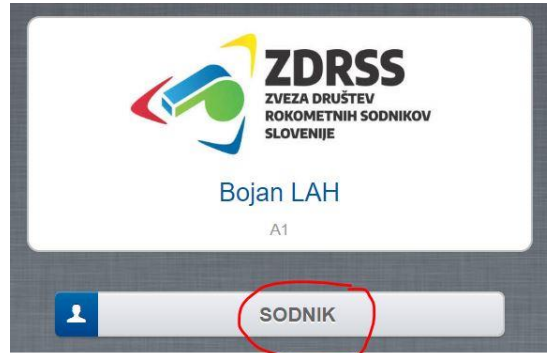 ZDRSS
ZVEZA DRUŠTEV
ROKOMETNIH SODNIKOV
SLOVENIJE
Bojan LAH
A1
SODNIK